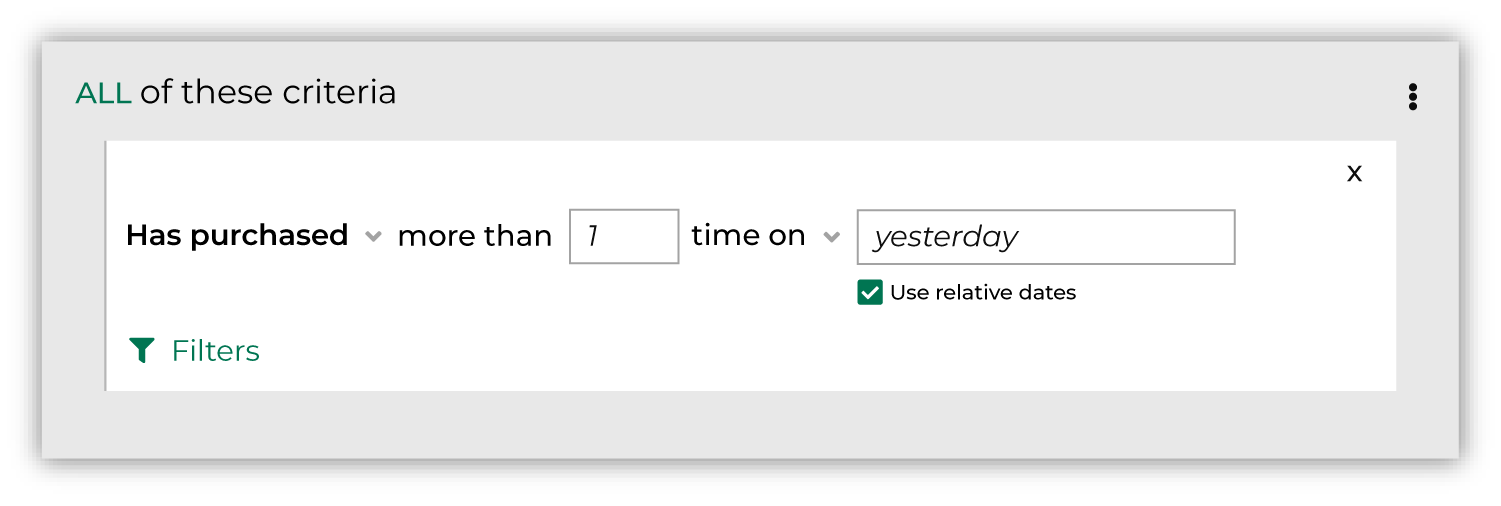 ALL of these criteria
x
Has purchased more than 1 time on yesterday
Use relative dates
Filters